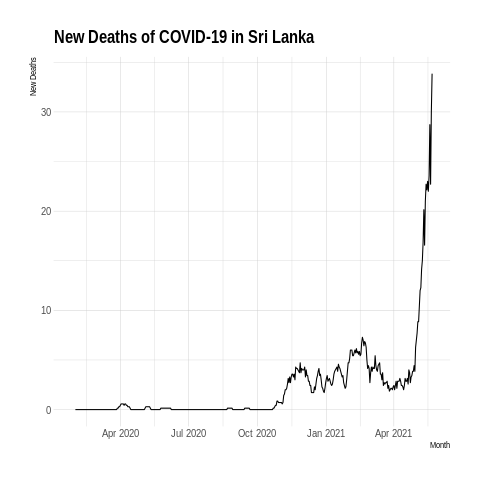 New Deaths of COVID-19 in Sri Lanka
New Deaths
30
20
10
0
Apr 2020 Jul 2020 Oct 2020 Jan 2021 Apr 2021
Month